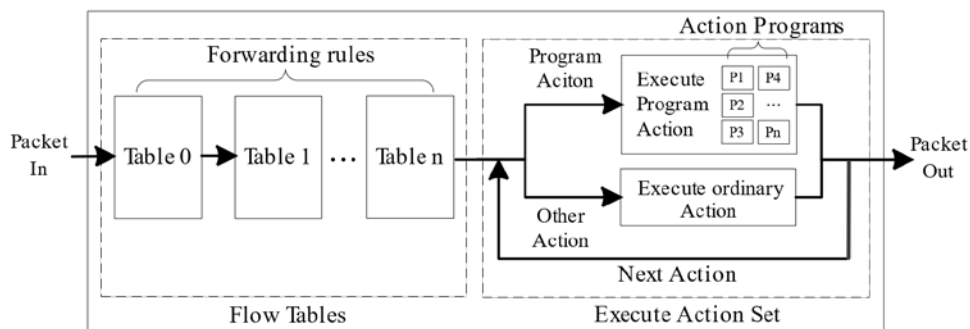 Action Programs
Forwarding rules
Program
Aciton
Execute
Program
Action
P1
P4
P2
...
P3
Pn
Packet
In
Table 0
Table 1
...
Table n
Packet
Out
Execute ordinary
Action
Other
Action
Next Action
Flow Tables
Execute Action Set